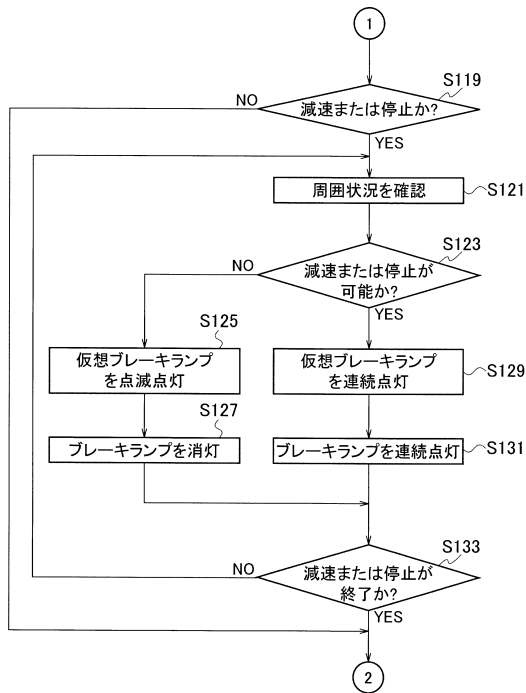 1
S119
NO
減速または停止か?
YES
周囲状況を確認
S121
S123
NO
減速または停止が
可能か?
YES
S125
仮想ブレーキランプ
を点滅点灯
仮想ブレーキランプ
を連続点灯
S129
S127
ブレーキランプを消灯
ブレーキランプを連続点灯
S131
S133
NO
減速または停止が
終了か?
YES
2